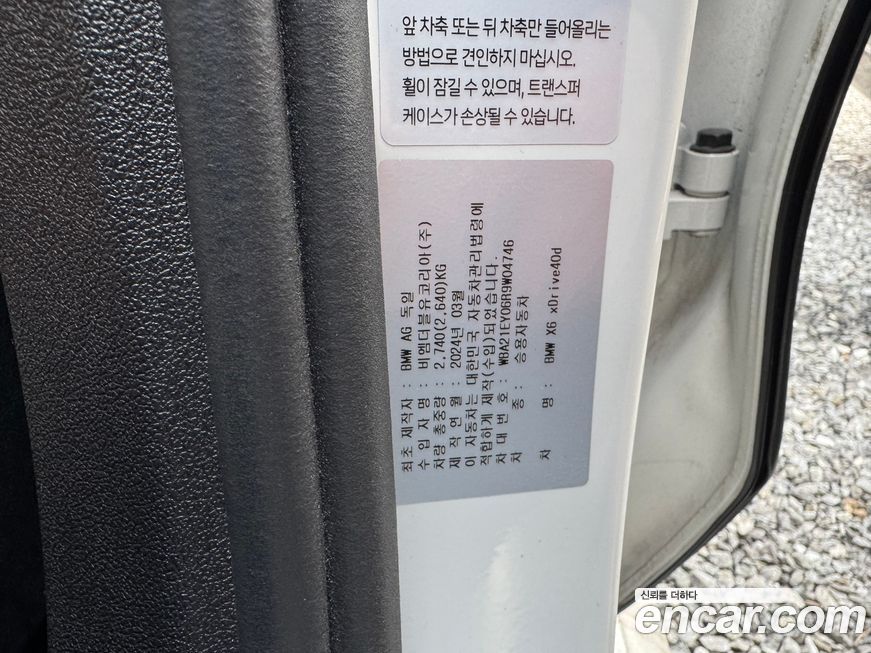 앞 차축 또는 뒤 차축만 들어올리는
방법으로 견인하지 마십시오.
휠이 잠길 수 있으며, 트랜스퍼
케이스가 손상될 수 있습니다.
최초 제작자 : BMW AG 독일
수 입 자 명 : 비엠더블유코리아(주)
차량 총중량 : 2,740(2,640)KG
제 작 연 월 : 2024년 03월
이 자동차는 대한민국 자동차관리법령에
적합하게 제작(수입)되었습니다.
차 대 번 호 : WBA21EY06R9W04746
차 종 : 승용자동차
차 명 : BMW X6 xDrive40d
신뢰를 더하다
encar.com